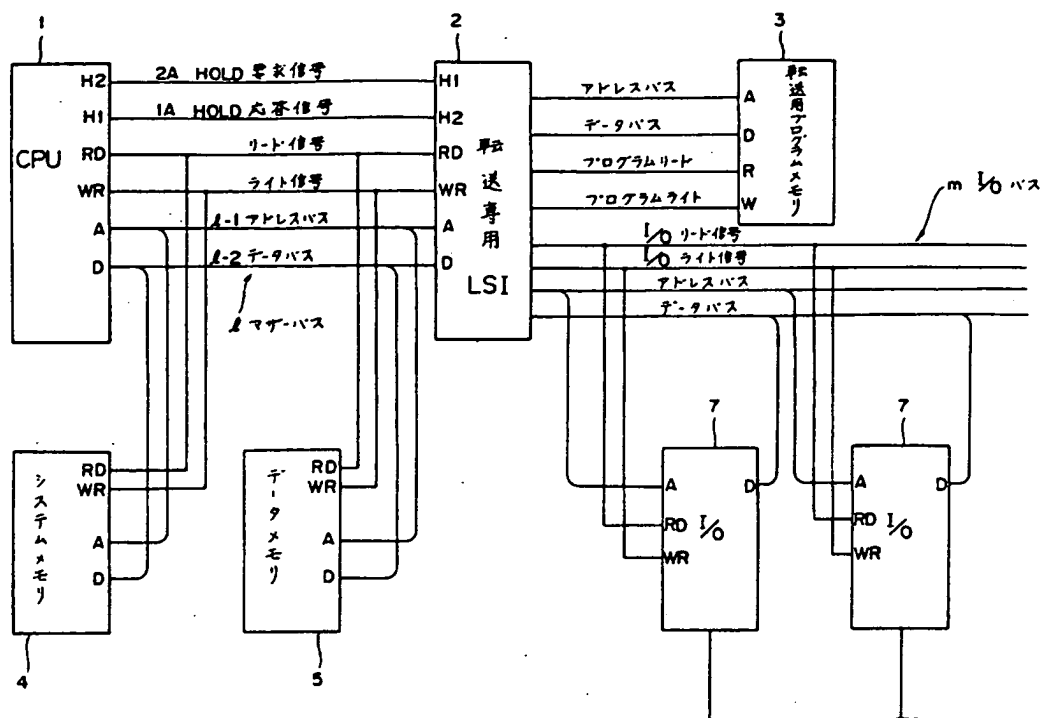 1
2
3
CPU
H2
H1
RD
WR
A
D
2A HOLD 要求信号
1A HOLD 応答信号
リード信号
ライト信号
l-1 アドレスバス
l-2 データバス
l マザーバス
H1
H2
RD
WR
A
D
転送専用
LSI
アドレスバス
データバス
プログラムリード
プログラムライト
A
D
R
W
転送用プログラムメモリ
m I/O バス
I/O リード信号
I/O ライト信号
アドレスバス
データバス
システムメモリ
RD
WR
A
D
4
データメモリ
RD
WR
A
D
5
7
A
D
RD
I/O
WR
7
A
D
RD
I/O
WR